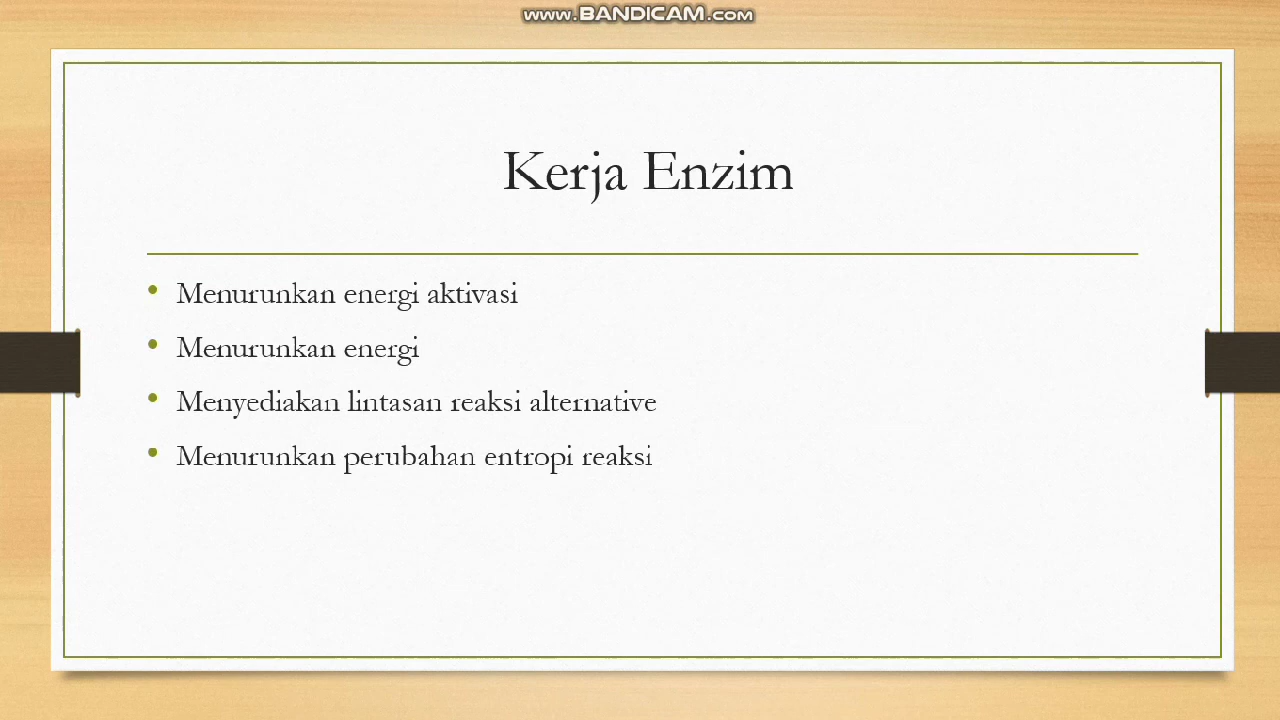 www.BANDICAM.com
Kerja Enzim
• Menurunkan energi aktivasi
• Menurunkan energi
• Menyediakan lintasan reaksi alternative
• Menurunkan perubahan entropi reaksi